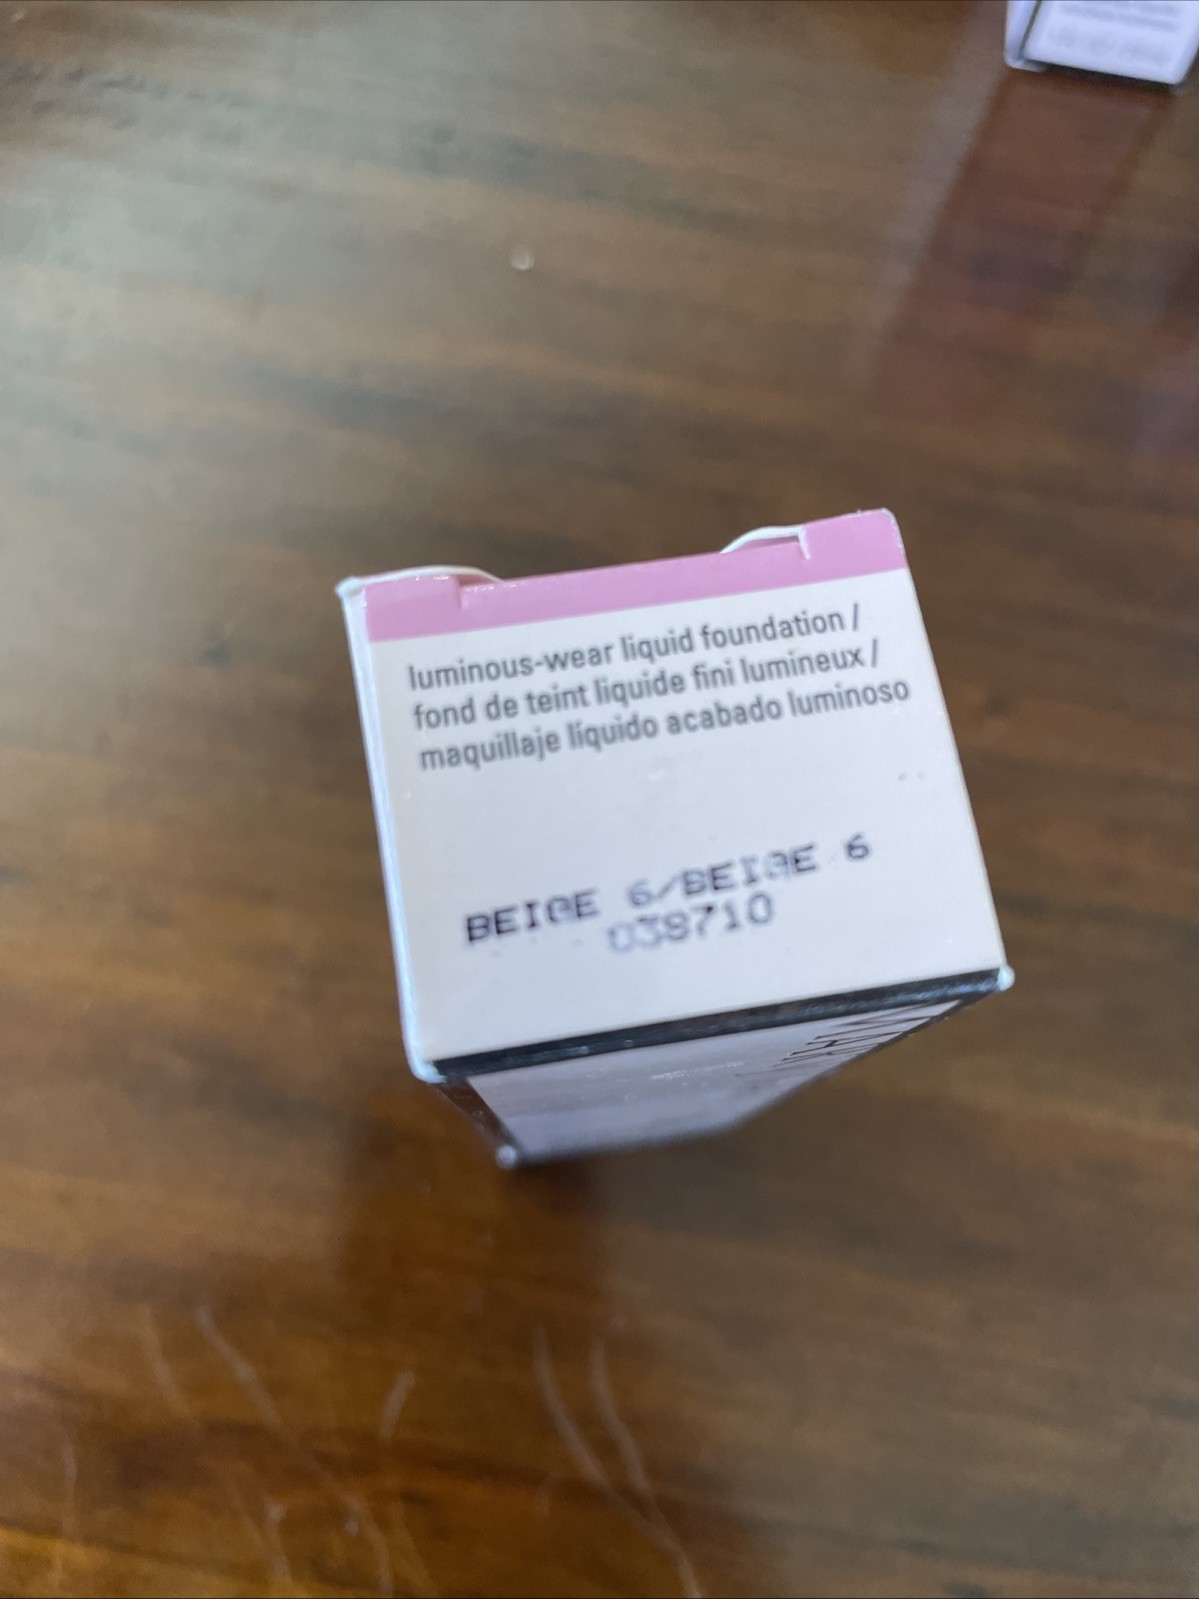 luminous-wear liquid foundation /
fond de teint liquide fini lumineux /
maquillaje líquido acabado luminoso
BEIGE 6/BEIGE 6
038710